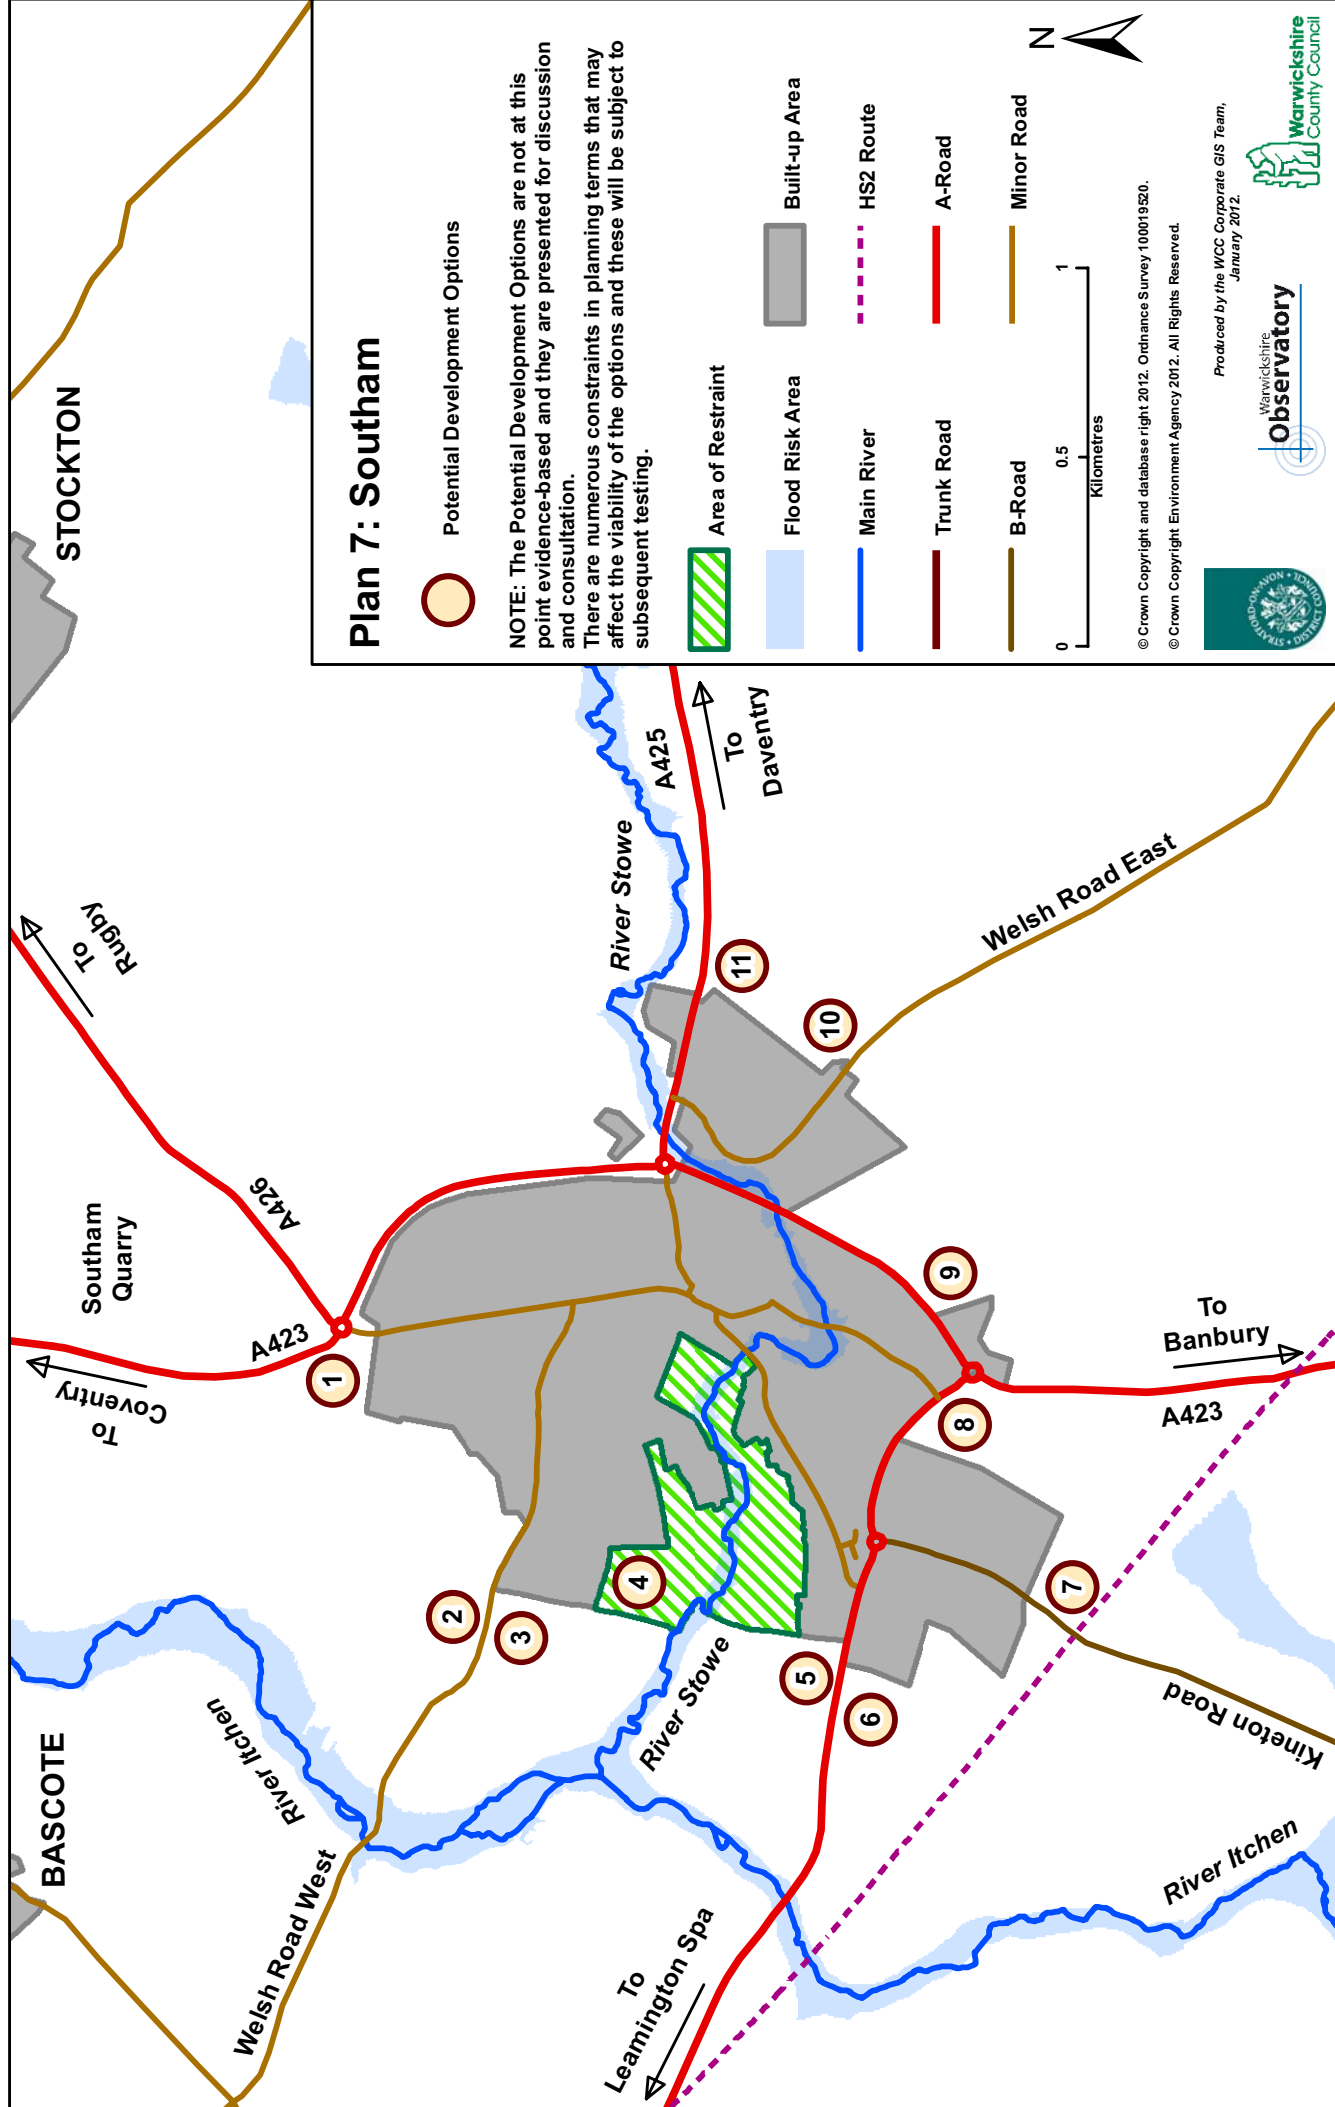 BASCOTE
STOCKTON
Southam
Quarry
To
Coventry
A423
A426
To
Rugby
River Itchen
Welsh Road West
River Stowe
River Stowe
A425
To
Daventry
To
Leamington Spa
Welsh Road East
Kineton Road
River Itchen
A423
To
Banbury
1
2
3
4
5
6
7
8
9
10
11
Plan 7: Southam
Potential Development Options
NOTE: The Potential Development Options are not at this
point evidence-based and they are presented for discussion
and consultation.
There are numerous constraints in planning terms that may
affect the viability of the options and these will be subject to
subsequent testing.
Area of Restraint
Flood Risk Area
Built-up Area
Main River
HS2 Route
Trunk Road
A-Road
B-Road
Minor Road
N
0 0.5 1
Kilometres
© Crown Copyright and database right 2012. Ordnance Survey 100019520.
© Crown Copyright Environment Agency 2012. All Rights Reserved.
Produced by the WCC Corporate GIS Team,
January 2012.
STRATFORD-ON-AVON • DISTRICT COUNCIL •
Warwickshire
Observatory
Warwickshire
County Council